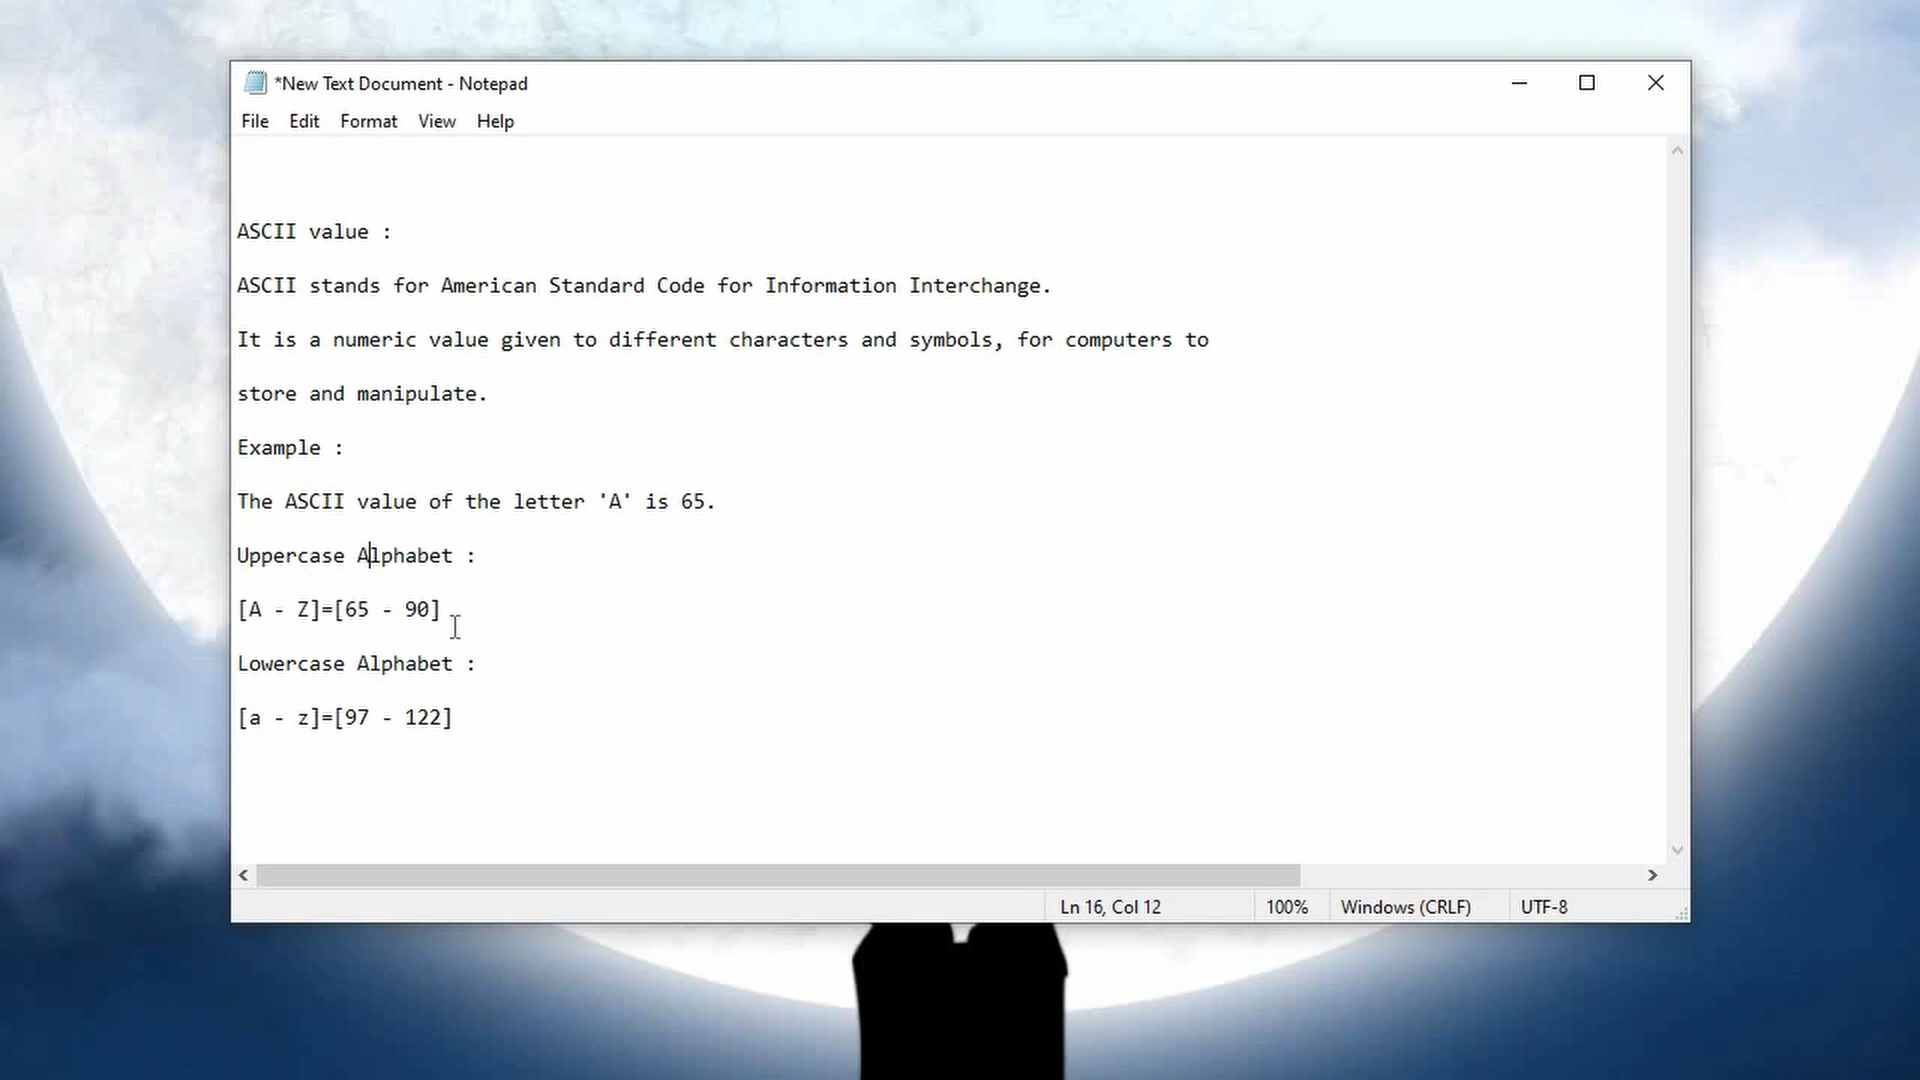 *New Text Document - Notepad
File Edit Format View Help
ASCII value :
ASCII stands for American Standard Code for Information Interchange.
It is a numeric value given to different characters and symbols, for computers to
store and manipulate.
Example :
The ASCII value of the letter 'A' is 65.
Uppercase Alphabet :
[A - Z]=[65 - 90]
Lowercase Alphabet :
[a - z]=[97 - 122]
Ln 16, Col 12 100% Windows (CRLF) UTF-8